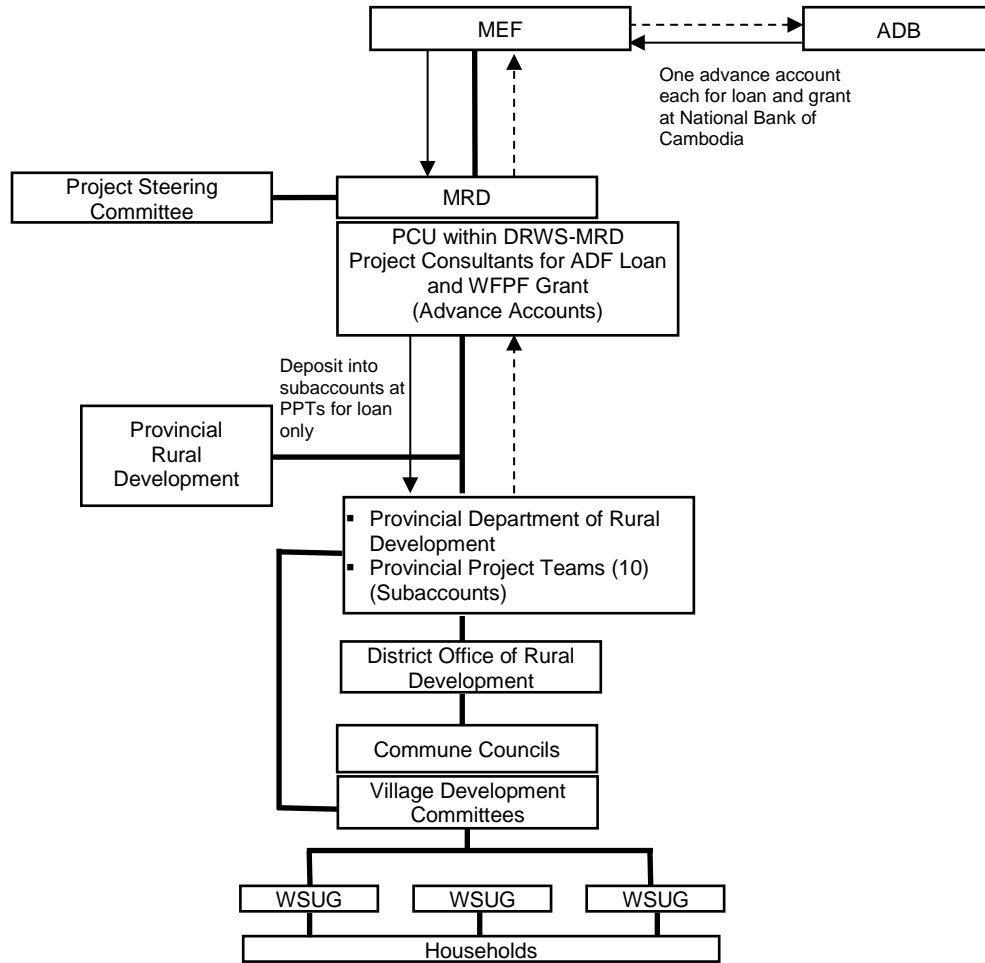 MEF
ADB
One advance account
each for loan and grant
at National Bank of
Cambodia
Project Steering
Committee
MRD
PCU within DRWS-MRD
Project Consultants for ADF Loan
and WFPF Grant
(Advance Accounts)
Deposit into
subaccounts at
PPTs for loan
only
Provincial
Rural
Development
▪ Provincial Department of Rural
Development
▪ Provincial Project Teams (10)
(Subaccounts)
District Office of Rural
Development
Commune Councils
Village Development
Committees
WSUG
WSUG
WSUG
Households